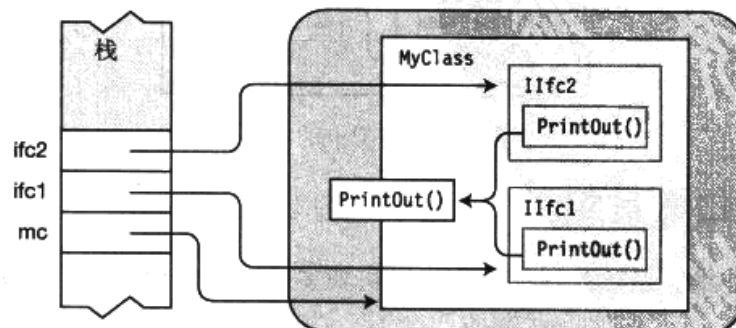 栈
ifc2
ifc1
mc
MyClass
IIfc2
PrintOut()
PrintOut()
IIfc1
PrintOut()